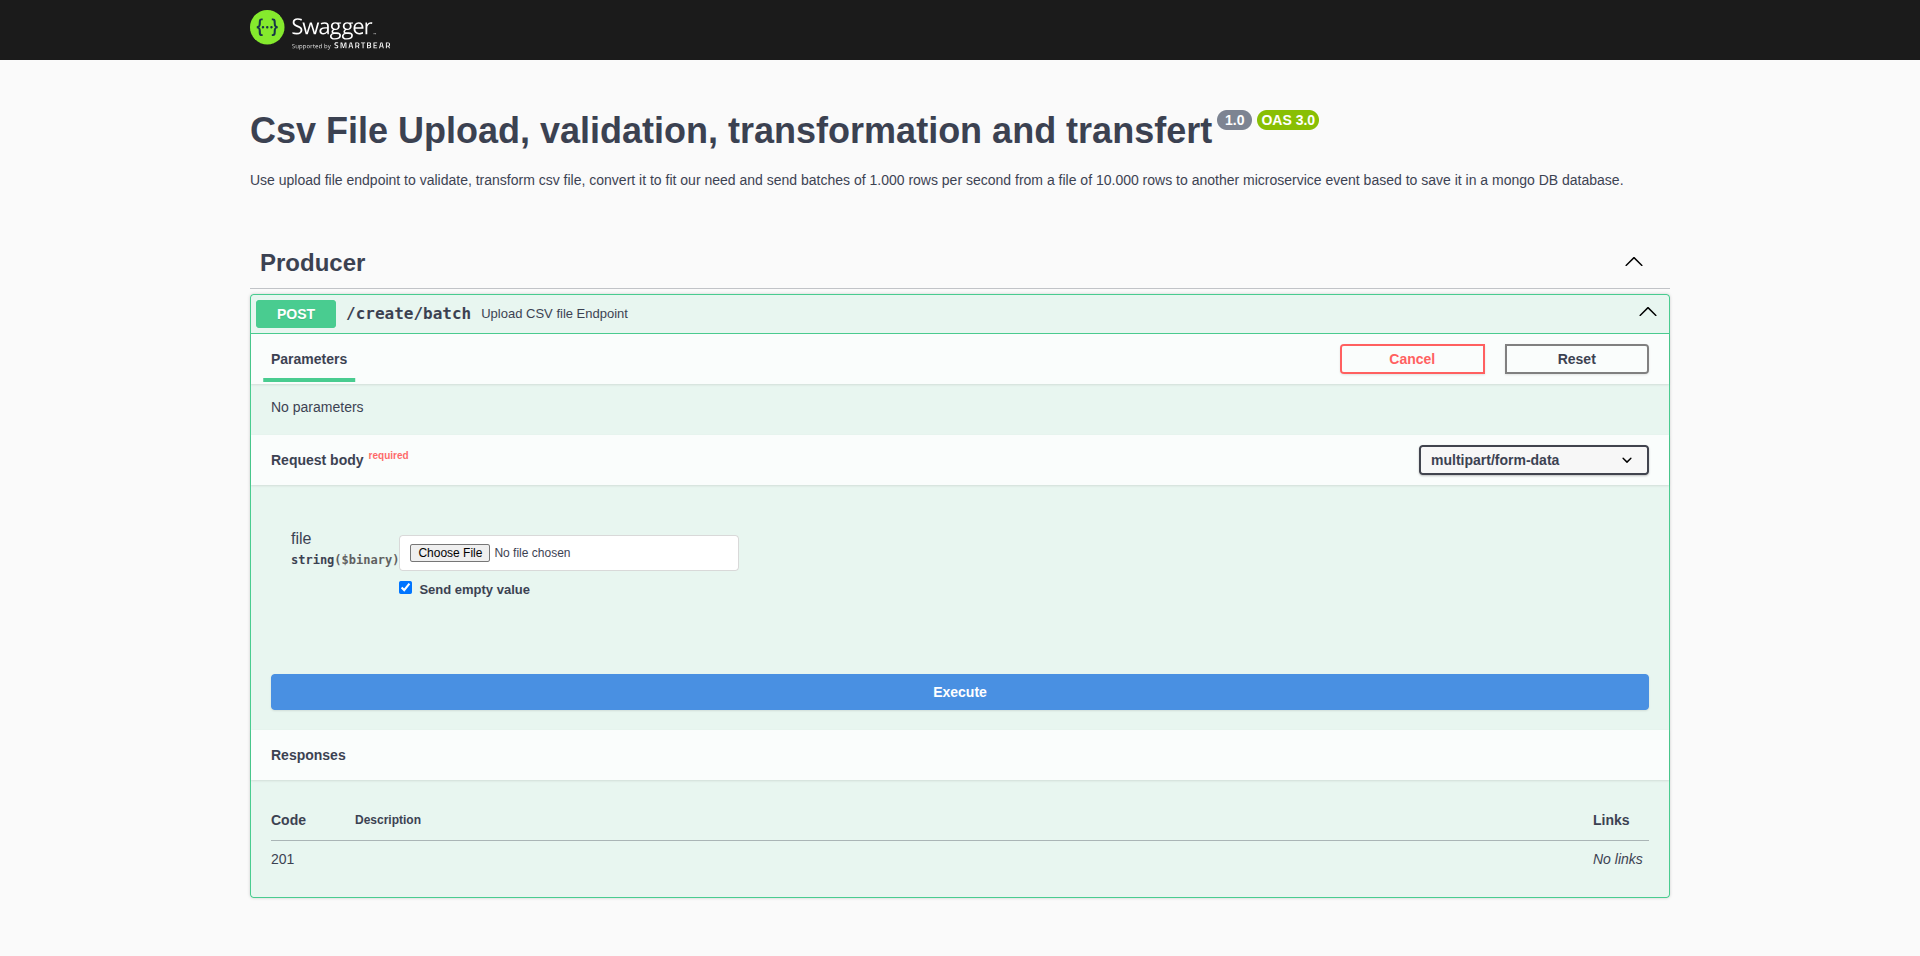 {···} Swagger
Supported by SMARTBEAR
Csv File Upload, validation, transformation and transfert 1.0 OAS 3.0
Use upload file endpoint to validate, transform csv file, convert it to fit our need and send batches of 1.000 rows per second from a file of 10.000 rows to another microservice event based to save it in a mongo DB database.
Producer
POST /create/batch Upload CSV file Endpoint
Parameters Cancel Reset
No parameters
Request body required multipart/form-data
file
string($binary) Choose File No file chosen
Send empty value
Execute
Responses
Code Description Links
201 No links